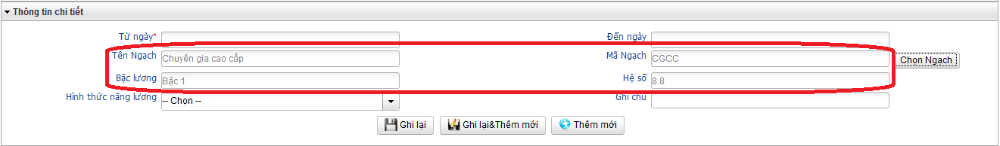 Thông tin chi tiết
Từ ngày* Đến ngày
Tên Ngạch Chuyên gia cao cấp Mã Ngạch CGCC Chọn Ngạch
Bậc lương Bậc 1 Hệ số 8.8
Hình thức nâng lương -- Chọn -- Ghi chú
Ghi lại Ghi lại&Thêm mới Thêm mới